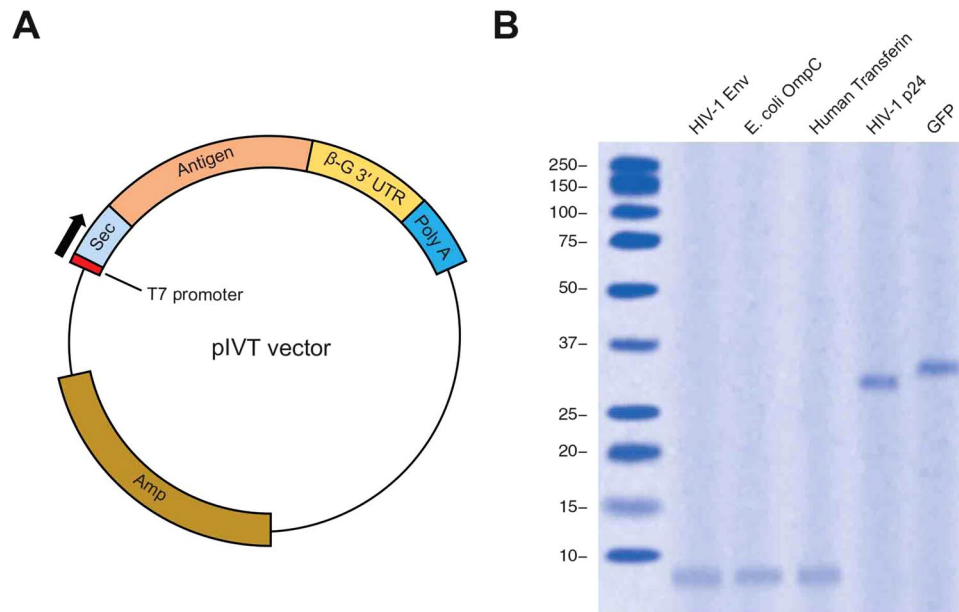 A
Sec
Antigen
β-G 3′ UTR
Poly A
T7 promoter
pIVT vector
Amp
B
HIV-1 Env
E. coli OmpC
Human Transferin
HIV-1 p24
GFP
250–
150–
100–
75–
50–
37–
25–
20–
15–
10–